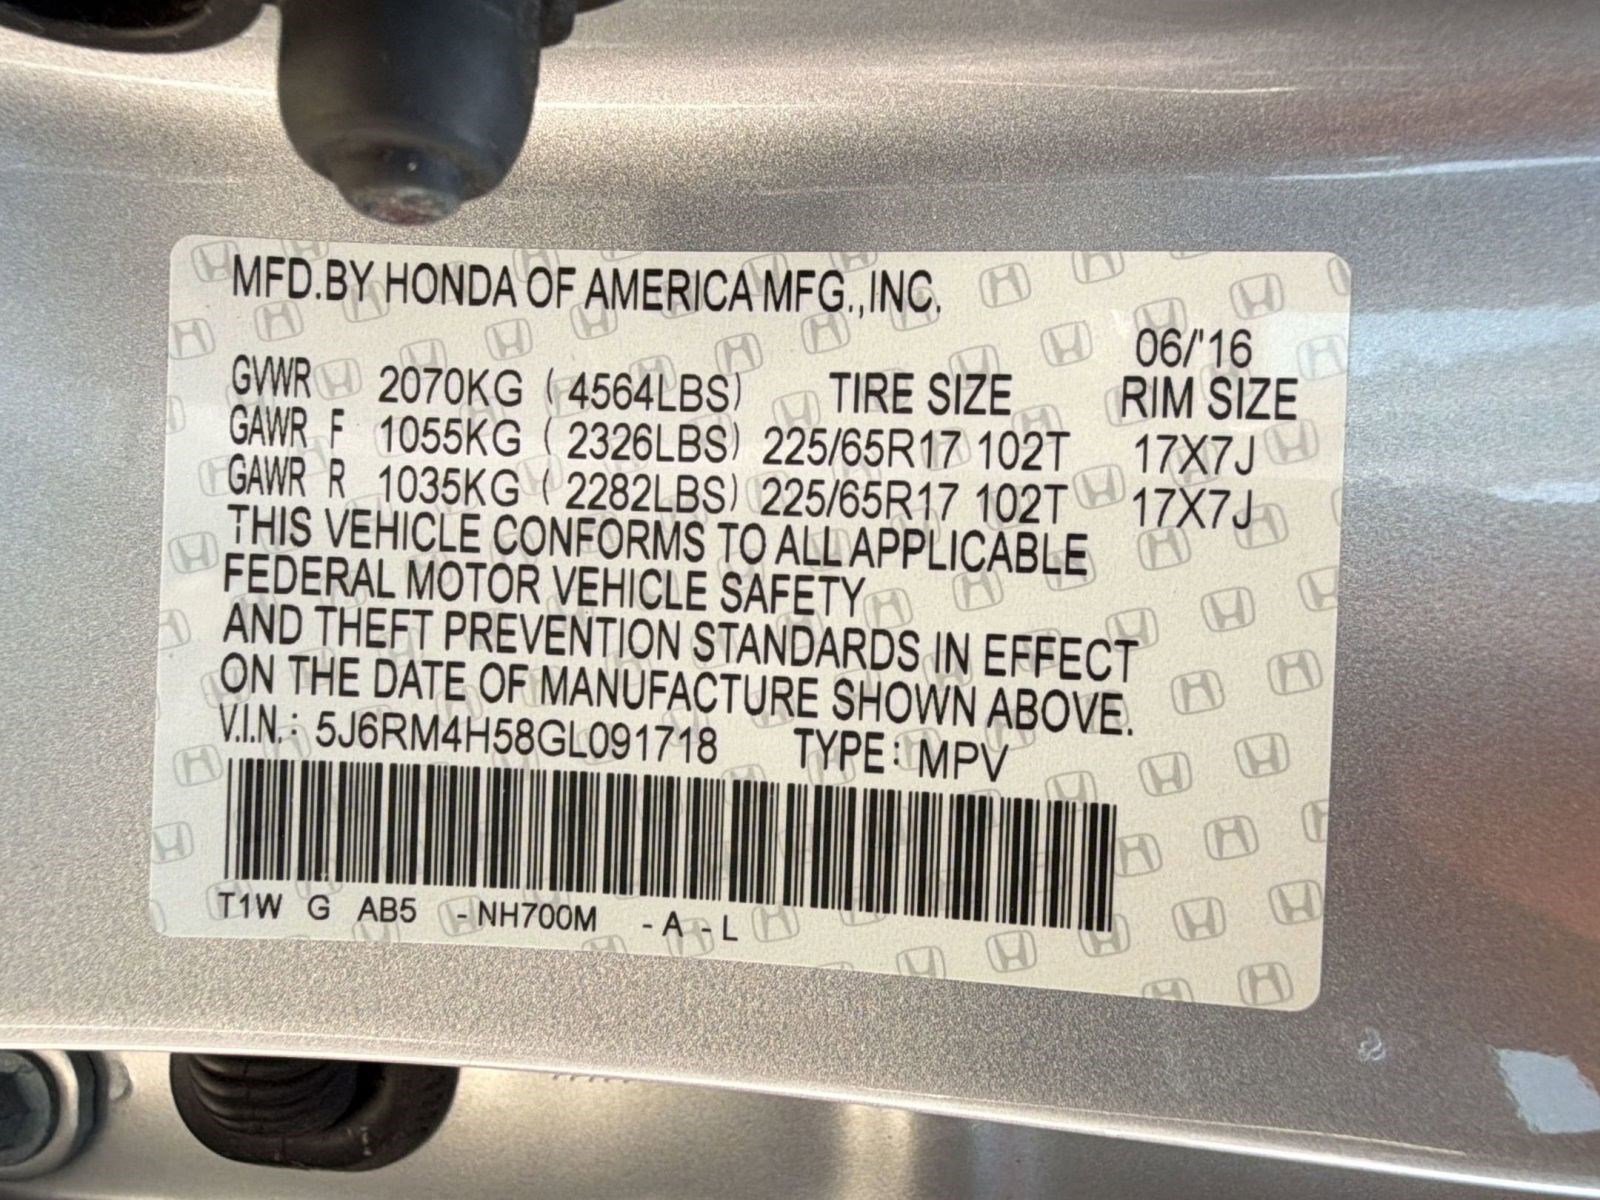 MFD.BY HONDA OF AMERICA MFG.,INC.
06/'16
GVWR 2070KG ( 4564LBS) TIRE SIZE RIM SIZE
GAWR F 1055KG ( 2326LBS) 225/65R17 102T 17X7J
GAWR R 1035KG ( 2282LBS) 225/65R17 102T 17X7J
THIS VEHICLE CONFORMS TO ALL APPLICABLE
FEDERAL MOTOR VEHICLE SAFETY
AND THEFT PREVENTION STANDARDS IN EFFECT
ON THE DATE OF MANUFACTURE SHOWN ABOVE.
V.I.N.: 5J6RM4H58GL091718 TYPE: MPV
T1W G AB5 -NH700M -A -L